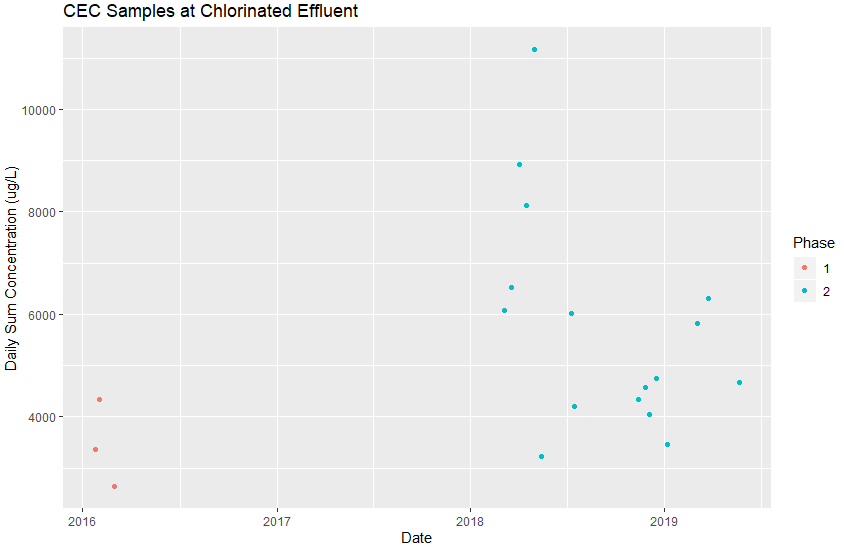 CEC Samples at Chlorinated Effluent
Daily Sum Concentration (ug/L)
10000
8000
6000
4000
2016
2017
2018
2019
Date
Phase
1
2